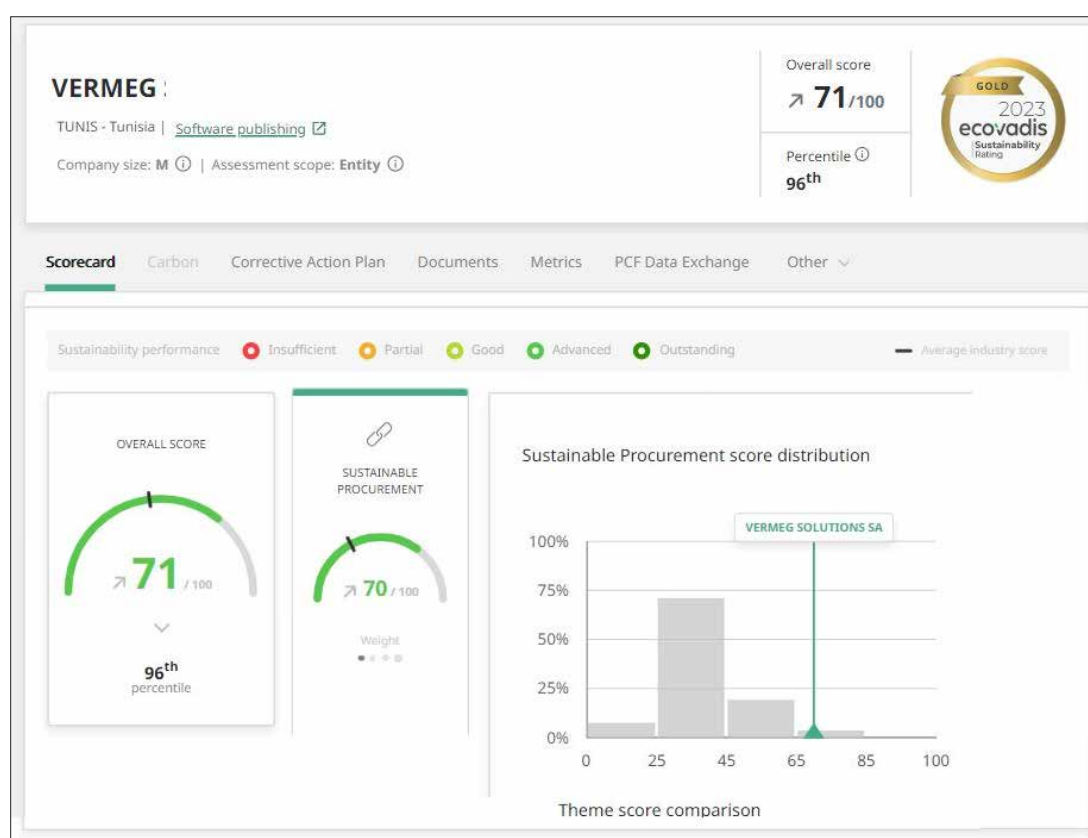 VERMEG :
TUNIS - Tunisia | Software publishing
Company size: M | Assessment scope: Entity
Overall score
71/100
Percentile
96th
GOLD
2023
ecovadis
Sustainability
Rating
Scorecard Carbon Corrective Action Plan Documents Metrics PCF Data Exchange Other
Sustainability performance Insufficient Partial Good Advanced Outstanding Average industry score
OVERALL SCORE
71 / 100
96th
percentile
SUSTAINABLE
PROCUREMENT
70 / 100
Weight
Sustainable Procurement score distribution
VERMEG SOLUTIONS SA
100%
75%
50%
25%
0%
0 25 45 65 85 100
Theme score comparison